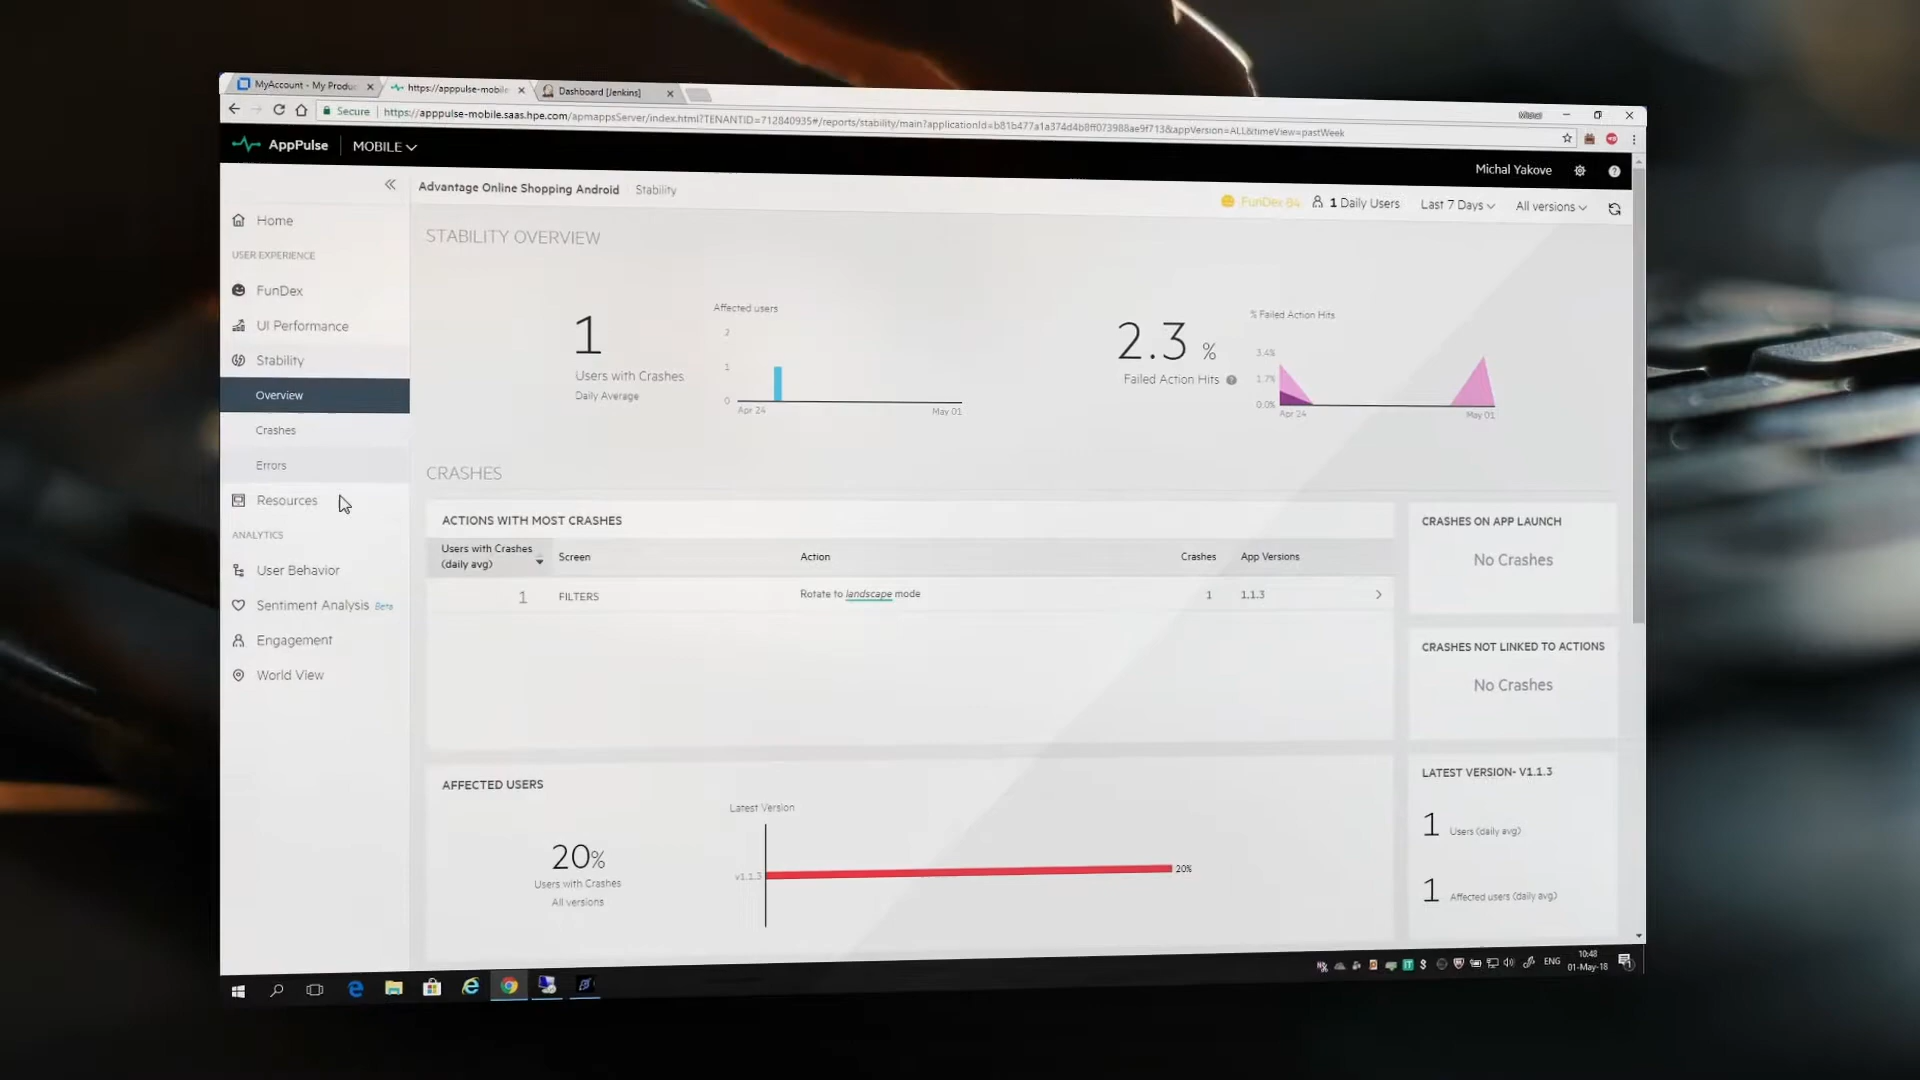 MyAccount - My Produc
https://apppulse-mobile
Dashboard [Jenkins]
Secure
https://apppulse-mobile.saas.hpe.com/apmappsServer/index.html?TENANTID=712840935#/reports/stability/main?applicationId=b81b477a1a374d4b8ff073988ae9f713&appVersion=ALL&timeView=pastWeek
AppPulse
MOBILE
Michal Yakove
Advantage Online Shopping Android
Stability
FunDex 84
1 Daily Users
Last 7 Days
All versions
Home
USER EXPERIENCE
FunDex
UI Performance
Stability
Overview
Crashes
Errors
Resources
ANALYTICS
User Behavior
Sentiment Analysis Beta
Engagement
World View
STABILITY OVERVIEW
1
Users with Crashes
Daily Average
Affected users
2
1
0
Apr 24
May 01
2.3 %
Failed Action Hits
% Failed Action Hits
3.4%
1.7%
0.0%
Apr 24
May 01
CRASHES
ACTIONS WITH MOST CRASHES
Users with Crashes (daily avg)
Screen
Action
Crashes
App Versions
1
FILTERS
Rotate to landscape mode
1
1.1.3
CRASHES ON APP LAUNCH
No Crashes
CRASHES NOT LINKED TO ACTIONS
No Crashes
AFFECTED USERS
20%
Users with Crashes
All versions
Latest Version
v1.1.3
20%
LATEST VERSION- V1.1.3
1 Users (daily avg)
1 Affected users (daily avg)
ENG
10:48
01-May-18